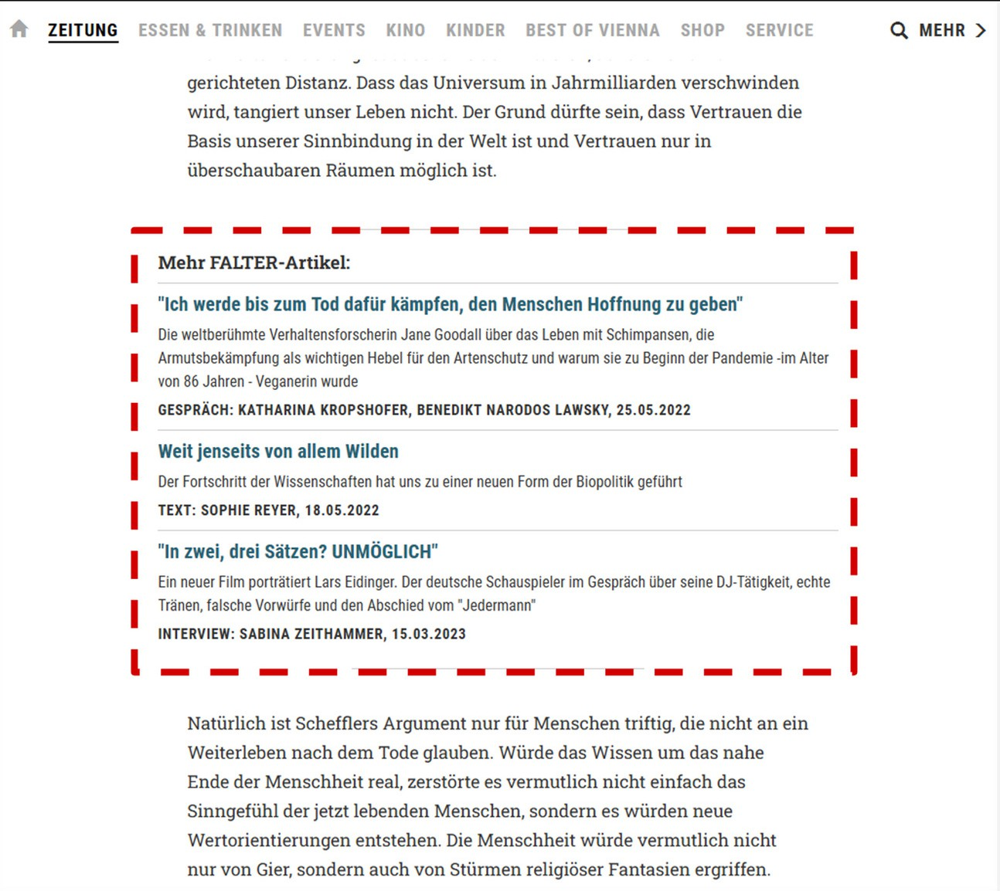 ZEITUNG ESSEN & TRINKEN EVENTS KINO KINDER BEST OF VIENNA SHOP SERVICE MEHR
gerichteten Distanz. Dass das Universum in Jahrmilliarden verschwinden
wird, tangiert unser Leben nicht. Der Grund dürfte sein, dass Vertrauen die
Basis unserer Sinnbindung in der Welt ist und Vertrauen nur in
überschaubaren Räumen möglich ist.
Mehr FALTER-Artikel:
"Ich werde bis zum Tod dafür kämpfen, den Menschen Hoffnung zu geben"
Die weltberühmte Verhaltensforscherin Jane Goodall über das Leben mit Schimpansen, die
Armutsbekämpfung als wichtigen Hebel für den Artenschutz und warum sie zu Beginn der Pandemie -im Alter
von 86 Jahren - Veganerin wurde
GESPRÄCH: KATHARINA KROPSHOFER, BENEDIKT NARODOS LAWSKY, 25.05.2022
Weit jenseits von allem Wilden
Der Fortschritt der Wissenschaften hat uns zu einer neuen Form der Biopolitik geführt
TEXT: SOPHIE REYER, 18.05.2022
"In zwei, drei Sätzen? UNMÖGLICH"
Ein neuer Film porträtiert Lars Eidinger. Der deutsche Schauspieler im Gespräch über seine DJ-Tätigkeit, echte
Tränen, falsche Vorwürfe und den Abschied vom "Jedermann"
INTERVIEW: SABINA ZEITHAMMER, 15.03.2023
Natürlich ist Schefflers Argument nur für Menschen triftig, die nicht an ein
Weiterleben nach dem Tode glauben. Würde das Wissen um das nahe
Ende der Menschheit real, zerstörte es vermutlich nicht einfach das
Sinngefühl der jetzt lebenden Menschen, sondern es würden neue
Wertorientierungen entstehen. Die Menschheit würde vermutlich nicht
nur von Gier, sondern auch von Stürmen religiöser Fantasien ergriffen.